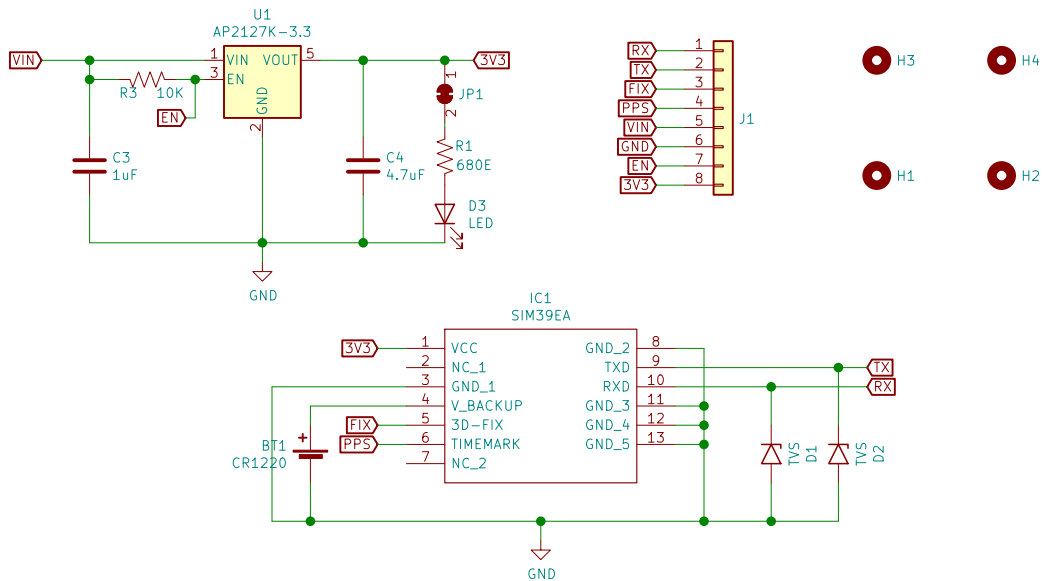 U1
AP2127K-3.3
VIN
1
VIN
VOUT
5
3V3
3
EN
R3
10K
EN
GND
2
1
JP1
2
C3
1uF
C4
4.7uF
R1
680E
D3
LED
GND
RX
1
TX
2
FIX
3
PPS
4
VIN
5
GND
6
EN
7
3V3
8
J1
H3
H4
H1
H2
IC1
SIM39EA
3V3
1
VCC
GND_2
8
2
NC_1
TXD
9
TX
3
GND_1
RXD
10
RX
4
V_BACKUP
GND_3
11
FIX
5
3D-FIX
GND_4
12
PPS
6
TIMEMARK
GND_5
13
7
NC_2
BT1
CR1220
+
TVS
D1
TVS
D2
GND